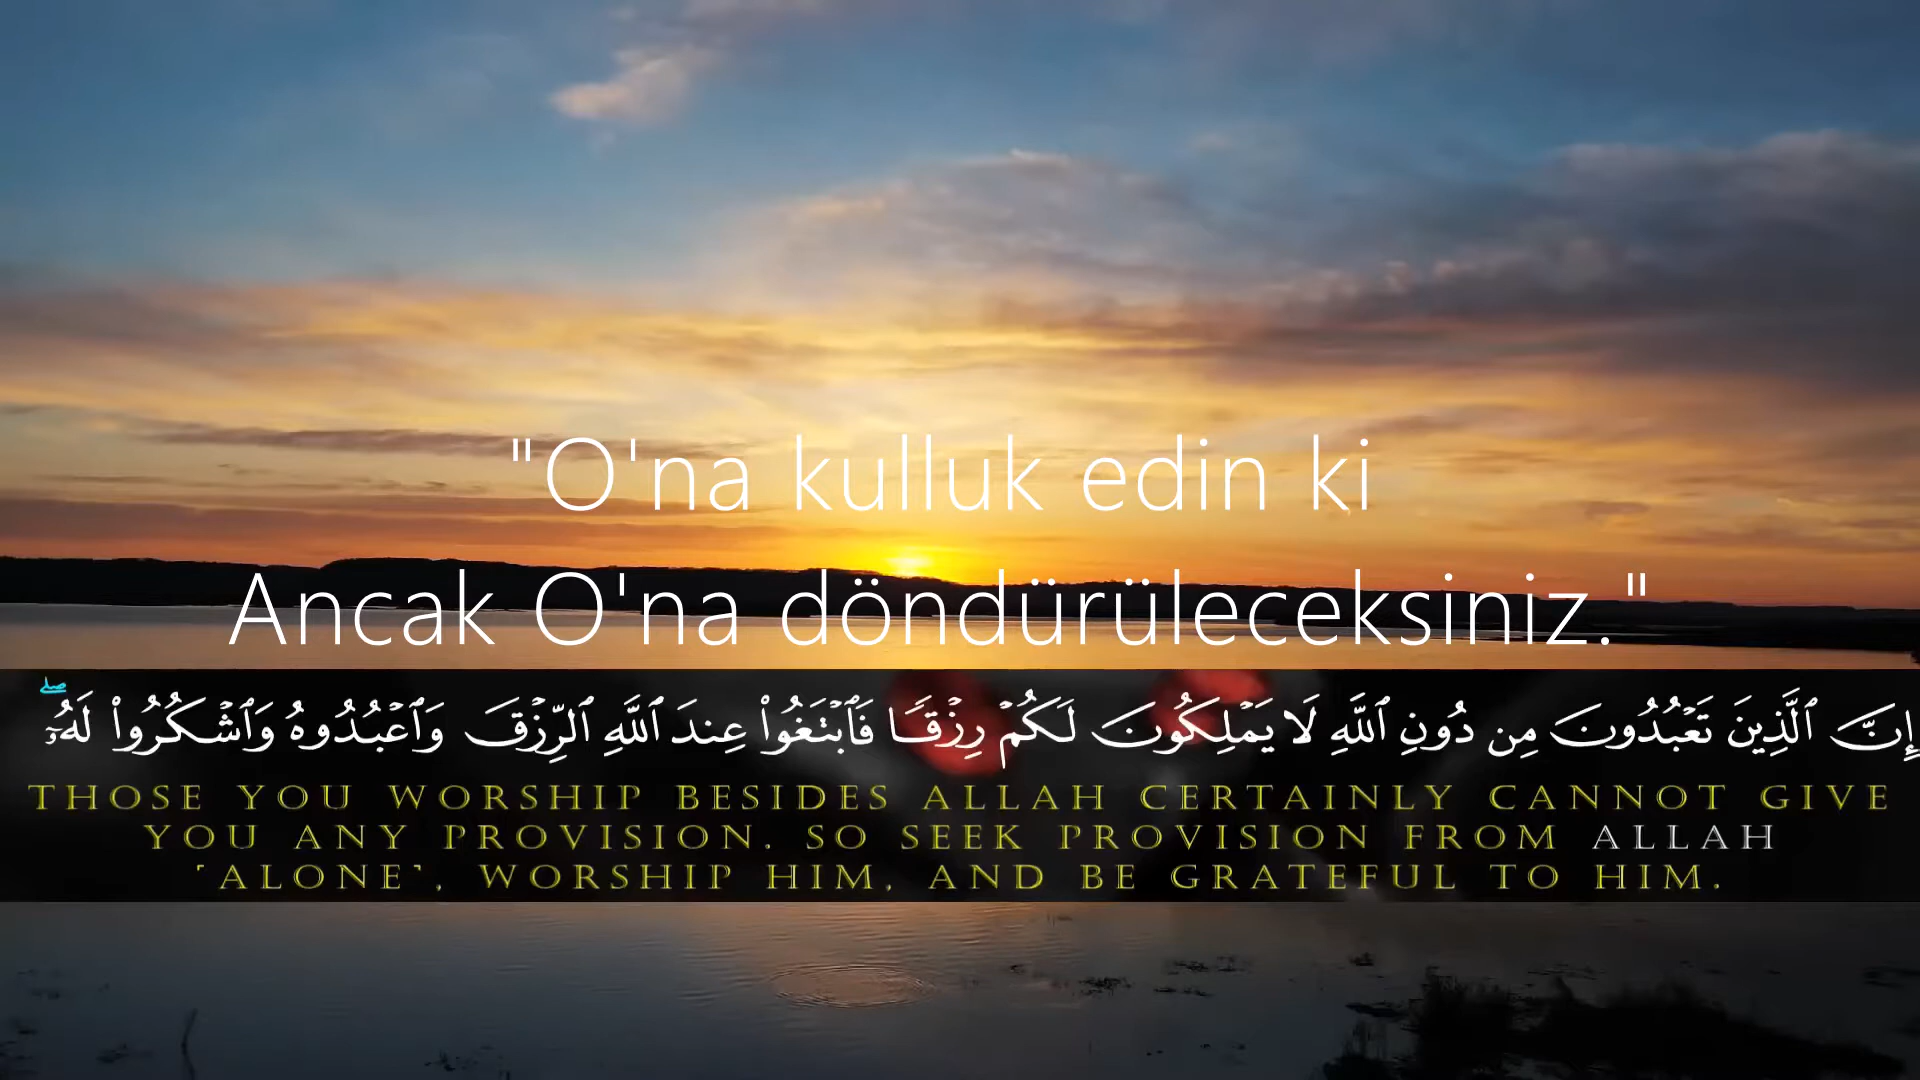 "O'na kulluk edin ki
Ancak O'na döndürüleceksiniz."
إِنَّ ٱلَّذِينَ تَعْبُدُونَ مِن دُونِ ٱللَّهِ لَا يَمْلِكُونَ لَكُمْ رِزْقًا فَٱبْتَغُوا۟ عِندَ ٱللَّهِ ٱلرِّزْقَ وَٱعْبُدُوهُ وَٱشْكُرُوا۟ لَهُۥٓ ۖ
THOSE YOU WORSHIP BESIDES ALLAH CERTAINLY CANNOT GIVE
YOU ANY PROVISION. SO SEEK PROVISION FROM ALLAH
˹ALONE˺, WORSHIP HIM, AND BE GRATEFUL TO HIM.